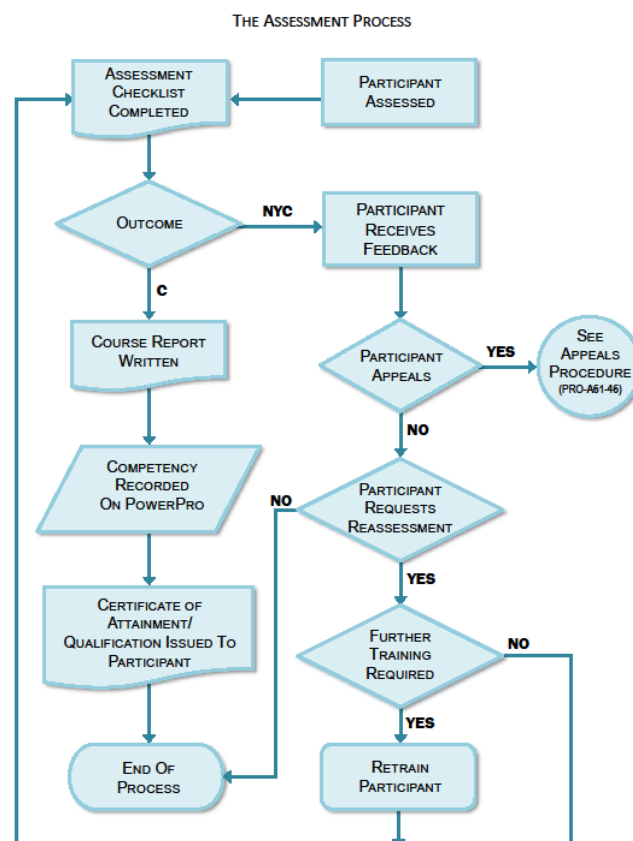 THE ASSESSMENT PROCESS
ASSESSMENT
CHECKLIST
COMPLETED
PARTICIPANT
ASSESSED
OUTCOME
NYC
PARTICIPANT
RECEIVES
FEEDBACK
C
COURSE REPORT
WRITTEN
PARTICIPANT
APPEALS
YES
SEE
APPEALS
PROCEDURE
(PRO-A61-46)
NO
COMPETENCY
RECORDED
ON POWERPRO
NO
PARTICIPANT
REQUESTS
REASSESSMENT
YES
CERTIFICATE OF
ATTAINMENT/
QUALIFICATION ISSUED TO
PARTICIPANT
FURTHER
TRAINING
REQUIRED
NO
YES
END OF
PROCESS
RETRAIN
PARTICIPANT